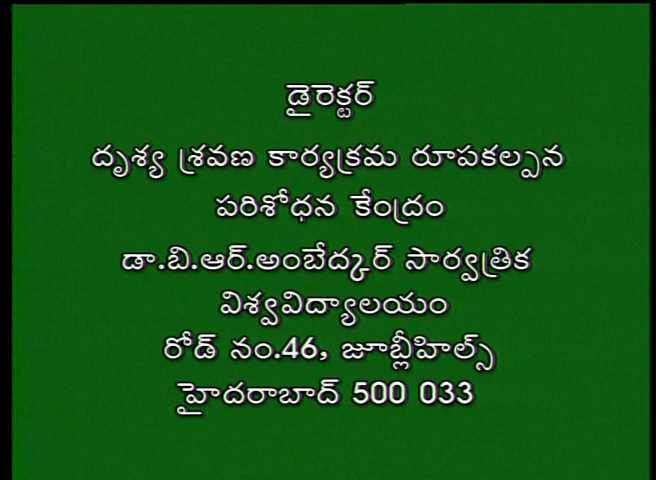 డైరెక్టర్
దృశ్య శ్రవణ కార్యక్రమ రూపకల్పన
పరిశోధన కేంద్రం
డా.బి.ఆర్.అంబేద్కర్ సార్వత్రిక
విశ్వవిద్యాలయం
రోడ్ నం.46, జూబ్లీహిల్స్
హైదరాబాద్ 500 033